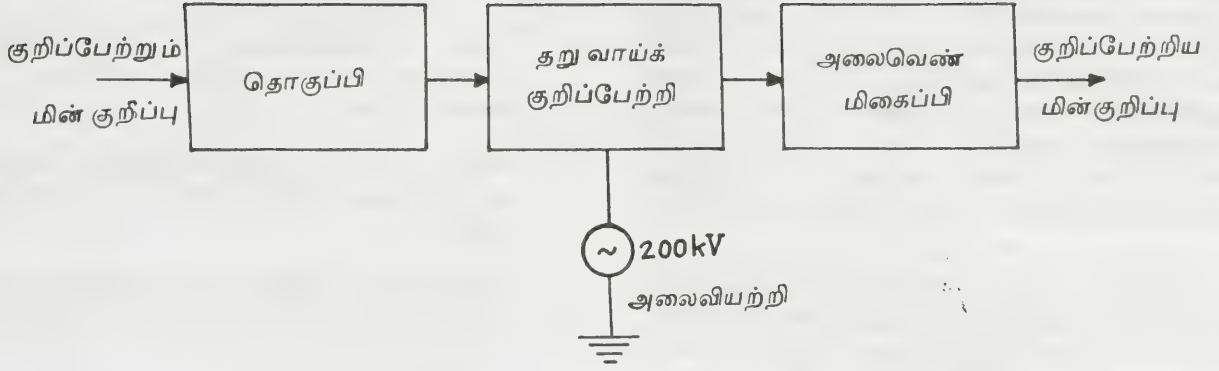 குறிப்பேற்றும்
மின் குறிப்பு
தொகுப்பி
தறு வாய்க்
குறிப்பேற்றி
அலைவெண்
மிகைப்பி
குறிப்பேற்றிய
மின்குறிப்பு
~
200kV
அலைவியற்றி